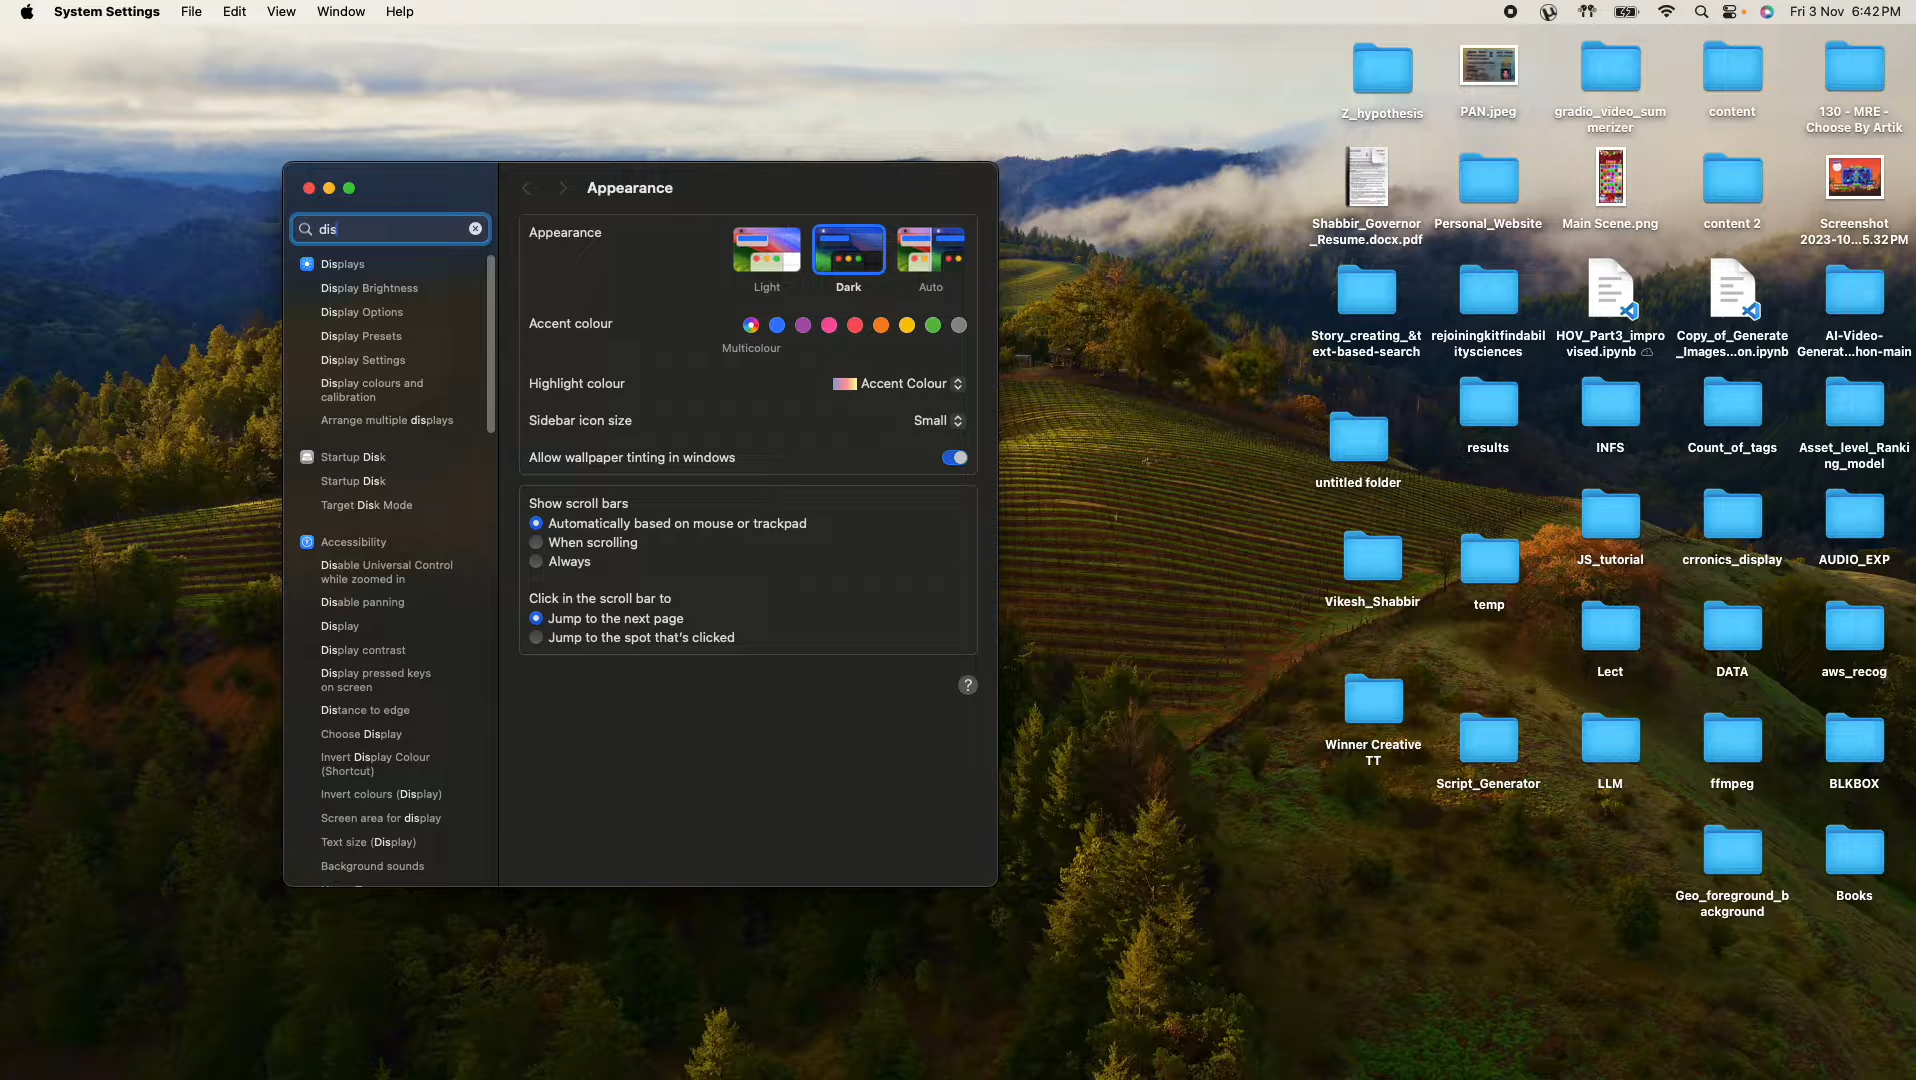 System Settings File Edit View Window Help
Fri 3 Nov 6:42 PM
dis
Displays
Display Brightness
Display Options
Display Presets
Display Settings
Display colours and
calibration
Arrange multiple displays
Startup Disk
Startup Disk
Target Disk Mode
Accessibility
Disable Universal Control
while zoomed in
Disable panning
Display
Display contrast
Display pressed keys
on screen
Distance to edge
Choose Display
Invert Display Colour
(Shortcut)
Invert colours (Display)
Screen area for display
Text size (Display)
Background sounds
Appearance
Appearance
Light Dark Auto
Accent colour
Multicolour
Highlight colour
Accent Colour
Sidebar icon size
Small
Allow wallpaper tinting in windows
Show scroll bars
Automatically based on mouse or trackpad
When scrolling
Always
Click in the scroll bar to
Jump to the next page
Jump to the spot that's clicked
?
Z_hypothesis
PAN.jpeg
gradio_video_sum
merizer
content
130 - MRE -
Choose By Artik
Shabbir_Governor
_Resume.docx.pdf
Personal_Website
Main Scene.png
content 2
Screenshot
2023-10...5.32 PM
Story_creating_&t
ext-based-search
rejoiningkitfindabil
itysciences
HOV_Part3_impro
vised.ipynb
Copy_of_Generate
_Images...on.ipynb
AI-Video-
Generat...hon-main
untitled folder
results
INFS
Count_of_tags
Asset_level_Ranki
ng_model
Vikesh_Shabbir
temp
JS_tutorial
crronics_display
AUDIO_EXP
Lect
DATA
aws_recog
Winner Creative
TT
Script_Generator
LLM
ffmpeg
BLKBOX
Geo_foreground_b
ackground
Books